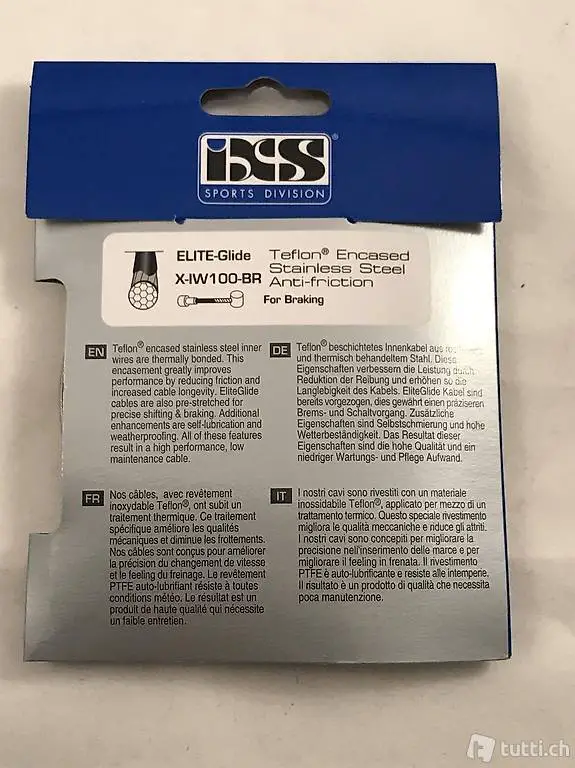 iXS®
SPORTS DIVISION
ELITE-Glide
X-IW100-BR
Teflon® Encased
Stainless Steel
Anti-friction
For Braking
EN
Teflon® encased stainless steel inner
wires are thermally bonded. This
encasement greatly improves
performance by reducing friction and
increased cable longevity. EliteGlide
cables are also pre-stretched for
precise shifting & braking. Additional
enhancements are self-lubrication and
weatherproofing. All of these features
result in a high performance, low
maintenance cable.
DE
Teflon® beschichtetes Innenkabel aus
und thermisch behandeltem Stahl. Diese
Eigenschaften verbessern die Leistung durch
Reduktion der Reibung und erhöhen so die
Langlebigkeit des Kabels. EliteGlide Kabel sind
bereits vorgezogen, dies gewährt einen präziseren
Brems- und Schaltvorgang. Zusätzliche
Eigenschaften sind Selbstschmierung und hohe
Wetterbeständigkeit. Das Resultat dieser
Eigenschaften sind die hohe Qualität und ein
niedriger Wartungs- und Pflege Aufwand.
FR
Nos câbles, avec revêtement
inoxydable Teflon®, ont subit un
traitement thermique. Ce traitement
spécifique améliore les qualités
mécaniques et diminue les frottements.
Nos câbles sont conçus pour améliorer
la précision du changement de vitesse
et le feeling du freinage. Le revêtement
PTFE auto-lubrifiant résiste à toutes
conditions météo. Le résultat est un
produit de haute qualité qui nécessite
un faible entretien.
IT
I nostri cavi sono rivestiti con un materiale
inossidabile Teflon®, applicato per mezzo di un
trattamento termico. Questo speciale rivestimento
migliora le qualità meccaniche e riduce gli attriti.
I nostri cavi sono concepiti per migliorare la
precisione nell'inserimento delle marce e per
migliorare il feeling in frenata. Il rivestimento
PTFE è auto-lubrificante e resiste alle intemperie.
Il risultato è un prodotto di qualità che necessita
poca manutenzione.
tutti.ch